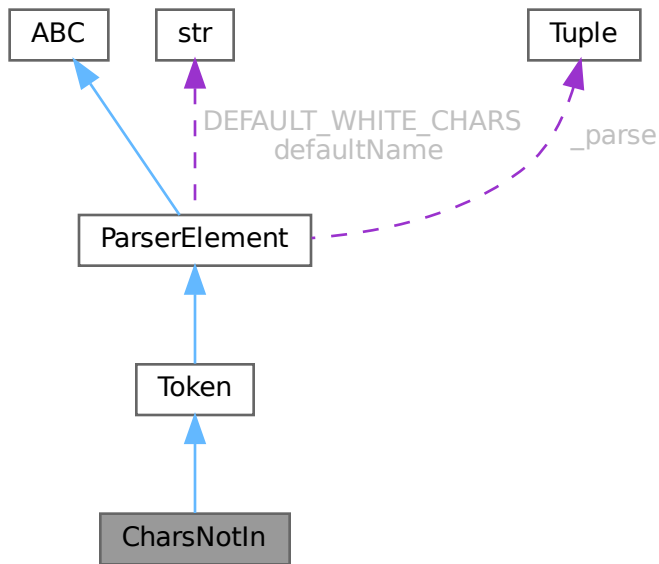 ABC
str
Tuple
DEFAULT_WHITE_CHARS
defaultName
_parse
ParserElement
Token
CharsNotIn